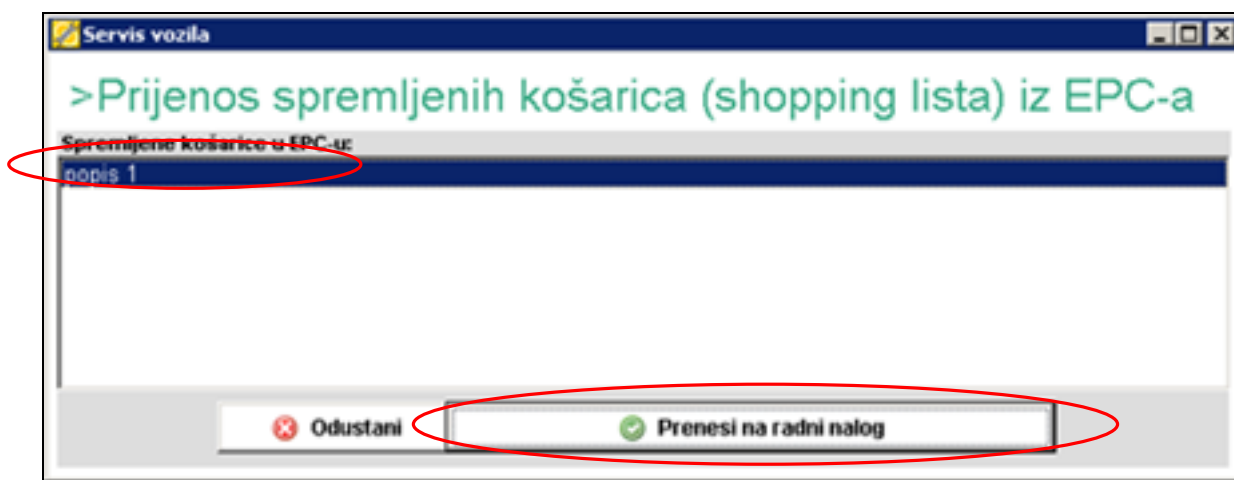 Servis vozila
>Prijenos spremljenih košarica (shopping lista) iz EPC-a
Spremljene košarice u EPC-u:
popis 1
Odustani
Prenesi na radni nalog